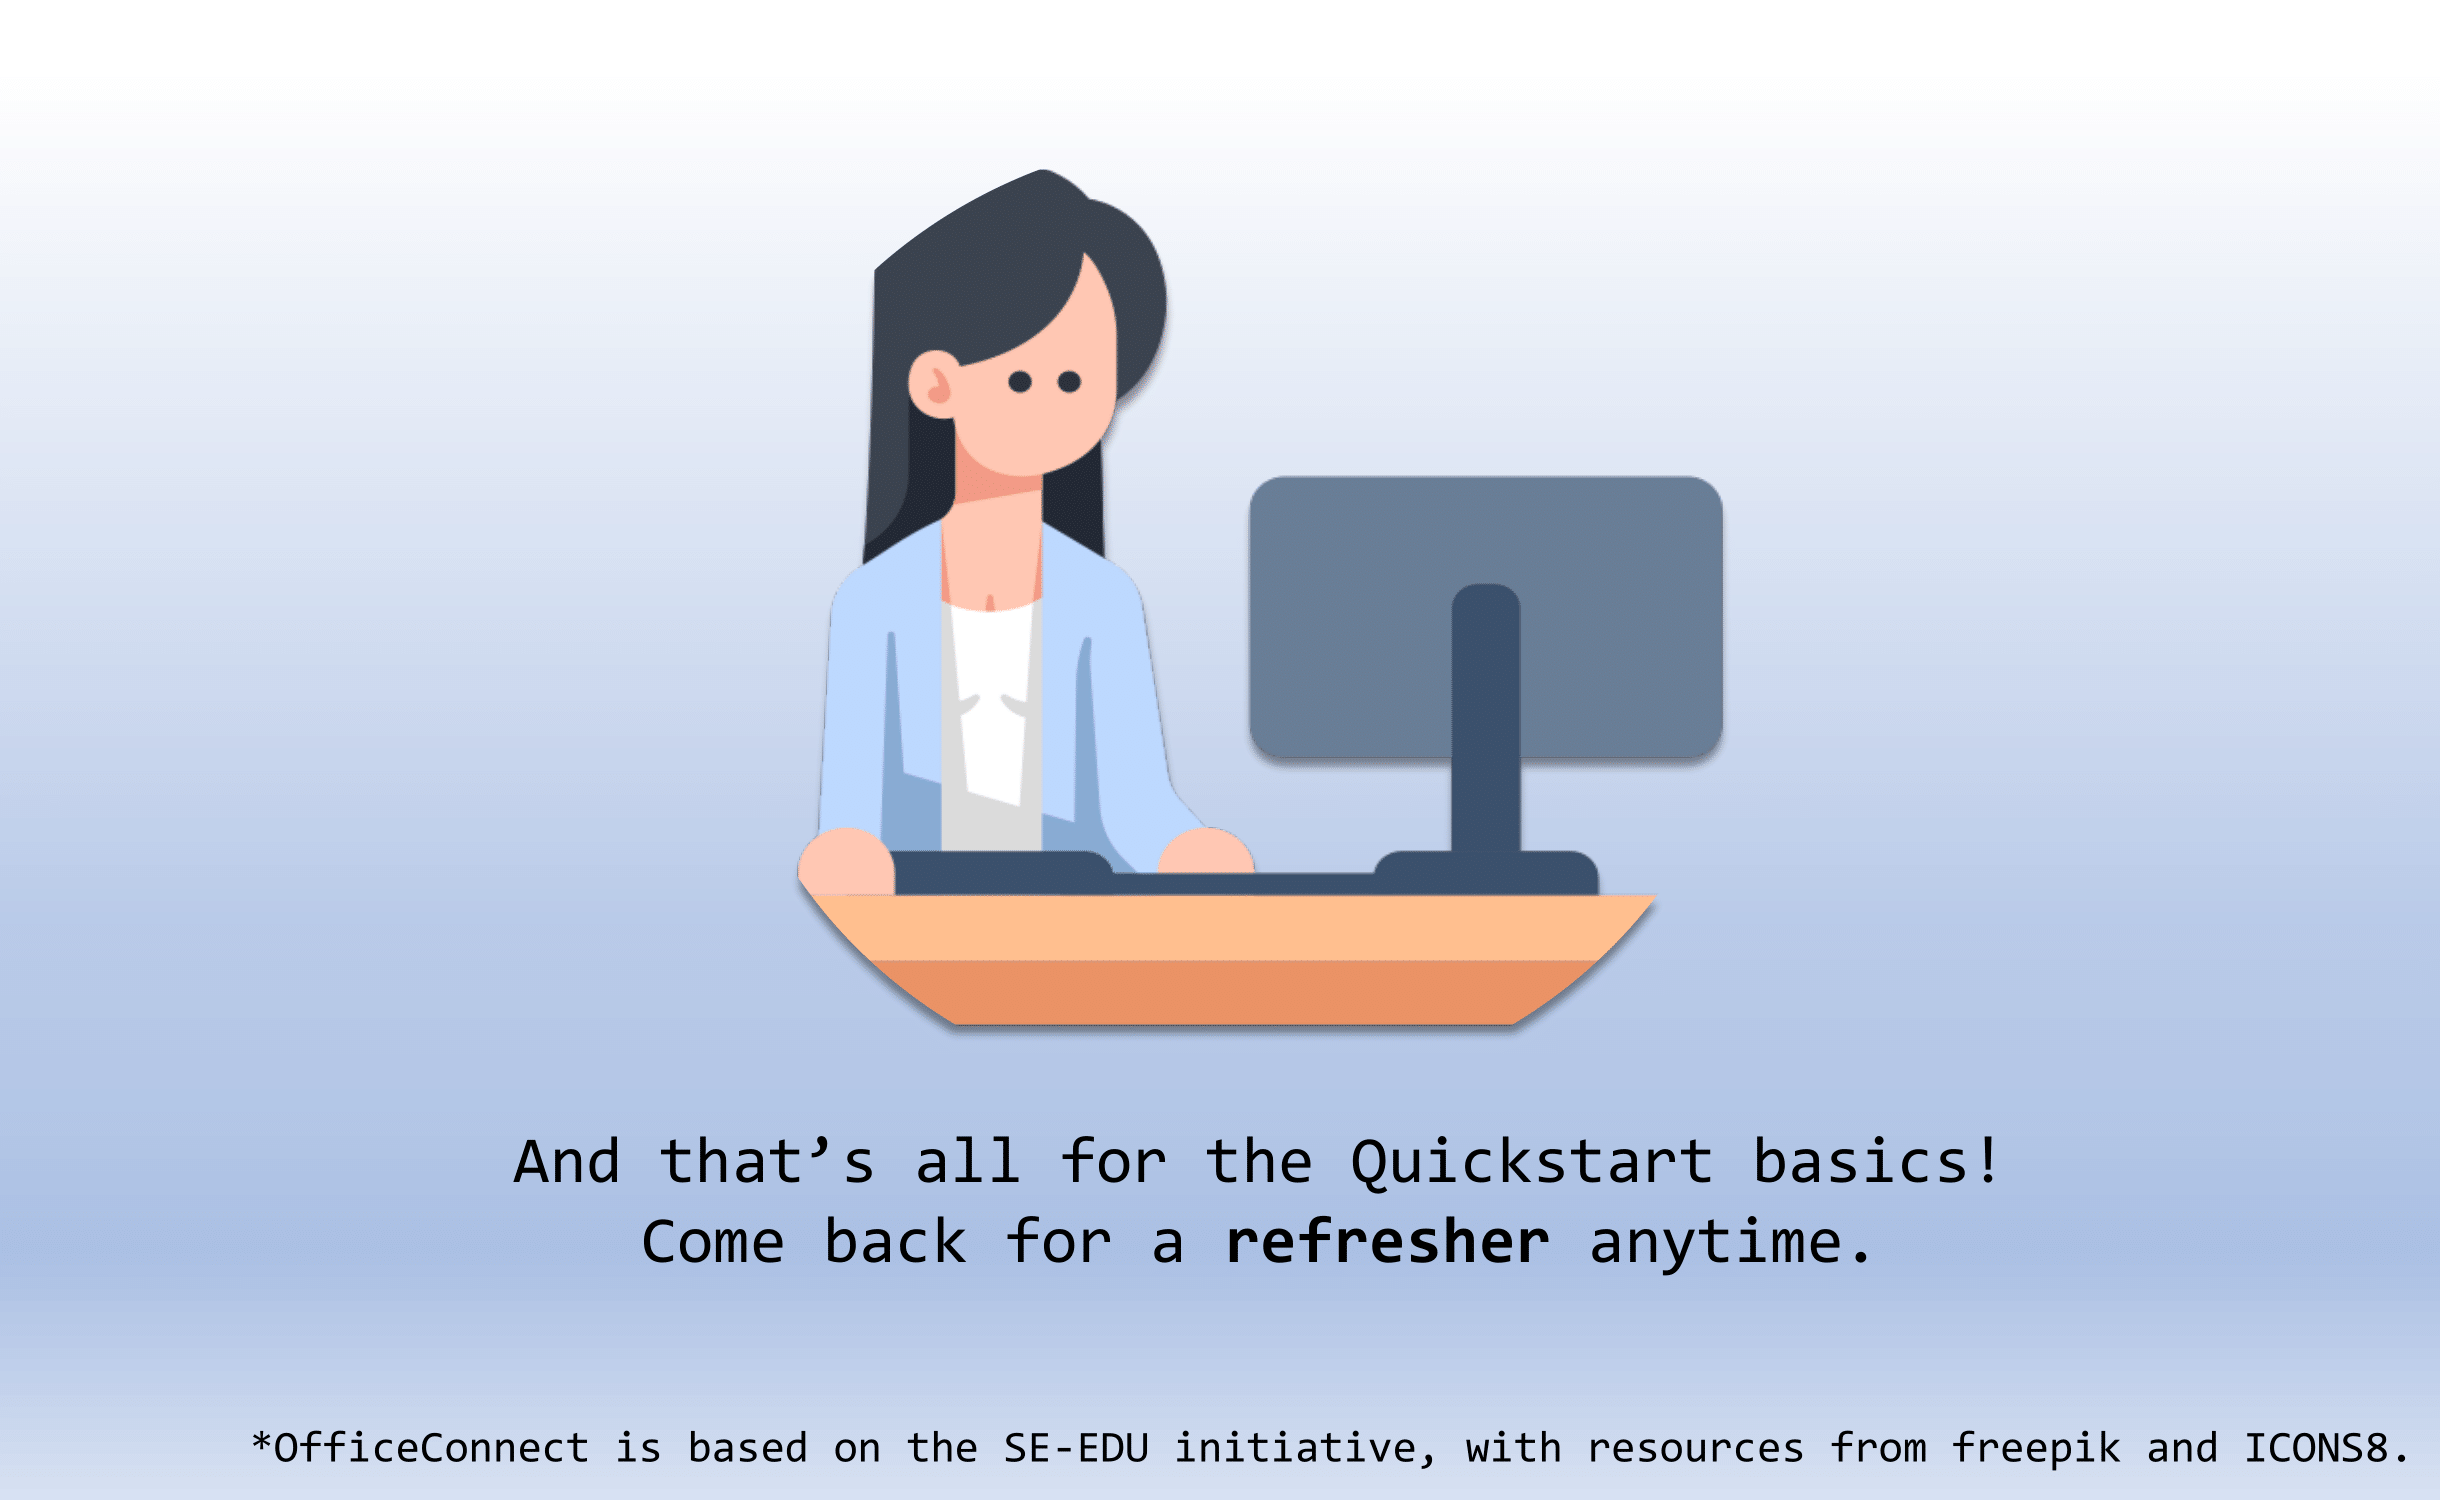 And that’s all for the Quickstart basics!
Come back for a refresher anytime.
*OfficeConnect is based on the SE-EDU initiative, with resources from freepik and ICONS8.